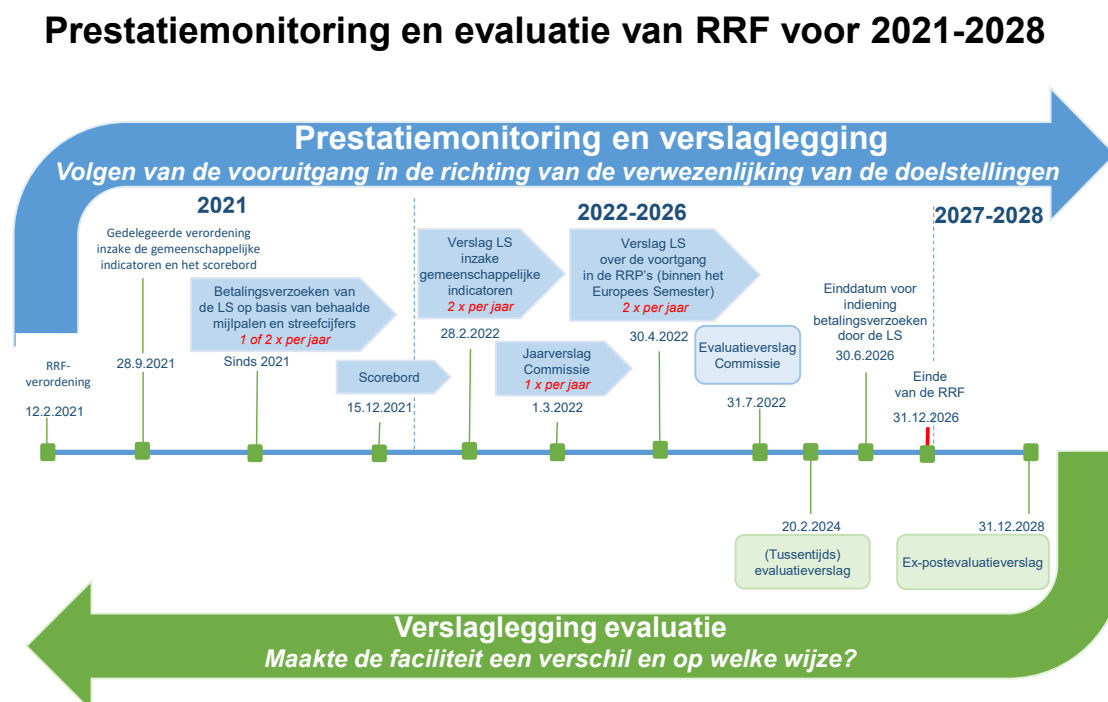 Prestatiemonitoring en evaluatie van RRF voor 2021-2028
Prestatiemonitoring en verslaglegging
Volgen van de vooruitgang in de richting van de verwezenlijking van de doelstellingen
2021
2022-2026
2027-2028
Gedelegeerde verordening
inzake de gemeenschappelijke
indicatoren en het scorebord
28.9.2021
Betalingsverzoeken van
de LS op basis van behaalde
mijlpalen en streefcijfers
1 of 2 x per jaar
Sinds 2021
RRF-
verordening
12.2.2021
Scorebord
15.12.2021
Verslag LS
inzake
gemeenschappelijke
indicatoren
2 x per jaar
28.2.2022
Jaarverslag
Commissie
1 x per jaar
1.3.2022
Verslag LS
over de voortgang
in de RRP's (binnen het
Europees Semester)
2 x per jaar
30.4.2022
Evaluatieverslag
Commissie
31.7.2022
Einddatum voor
indiening
betalingsverzoeken
door de LS
30.6.2026
Einde
van de RRF
31.12.2026
20.2.2024
(Tussentijds)
evaluatieverslag
31.12.2028
Ex-postevaluatieverslag
Verslaglegging evaluatie
Maakte de faciliteit een verschil en op welke wijze?